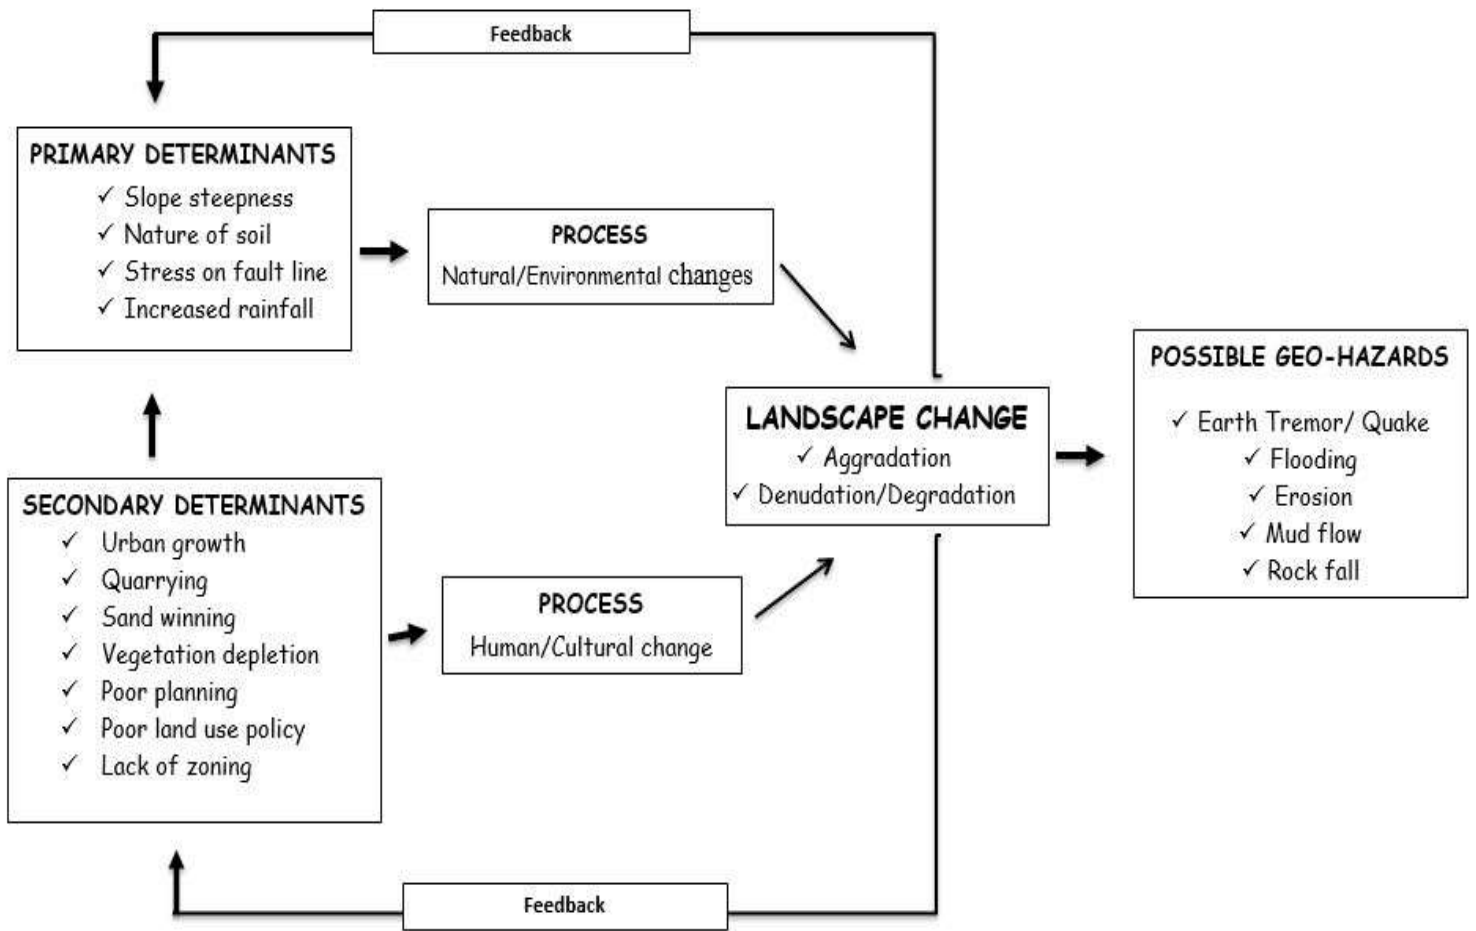 Feedback
PRIMARY DETERMINANTS
✓ Slope steepness
✓ Nature of soil
✓ Stress on fault line
✓ Increased rainfall
PROCESS
Natural/Environmental changes
SECONDARY DETERMINANTS
✓ Urban growth
✓ Quarrying
✓ Sand winning
✓ Vegetation depletion
✓ Poor planning
✓ Poor land use policy
✓ Lack of zoning
PROCESS
Human/Cultural change
LANDSCAPE CHANGE
✓ Aggradation
✓ Denudation/Degradation
POSSIBLE GEO-HAZARDS
✓ Earth Tremor/ Quake
✓ Flooding
✓ Erosion
✓ Mud flow
✓ Rock fall
Feedback